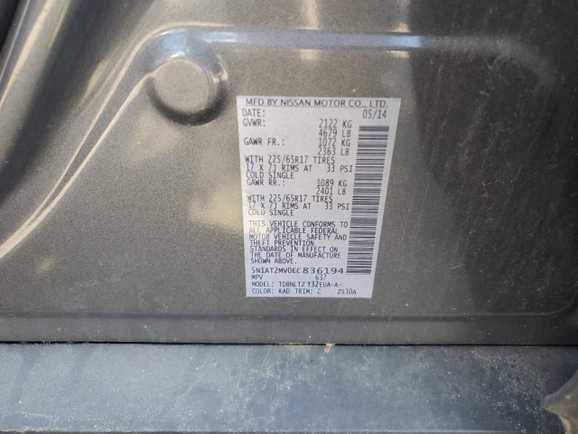 MFD BY NISSAN MOTOR CO., LTD.
DATE: 05/14
GVWR: 2122 KG
4679 LB
GAWR FR.: 1072 KG
2363 LB
WITH 225/65R17 TIRES
17 X 7J RIMS AT 33 PSI
COLD SINGLE
GAWR RR.: 1089 KG
2401 LB
WITH 225/65R17 TIRES
17 X 7J RIMS AT 33 PSI
COLD SINGLE
THIS VEHICLE CONFORMS TO
ALL APPLICABLE FEDERAL
MOTOR VEHICLE SAFETY AND
THEFT PREVENTION
STANDARDS IN EFFECT ON
THE DATE OF MFR SHOWN ABOVE
5N1AT2MV0EC836194
MPV 637
MODEL:
COLOR: KAD TRIM: